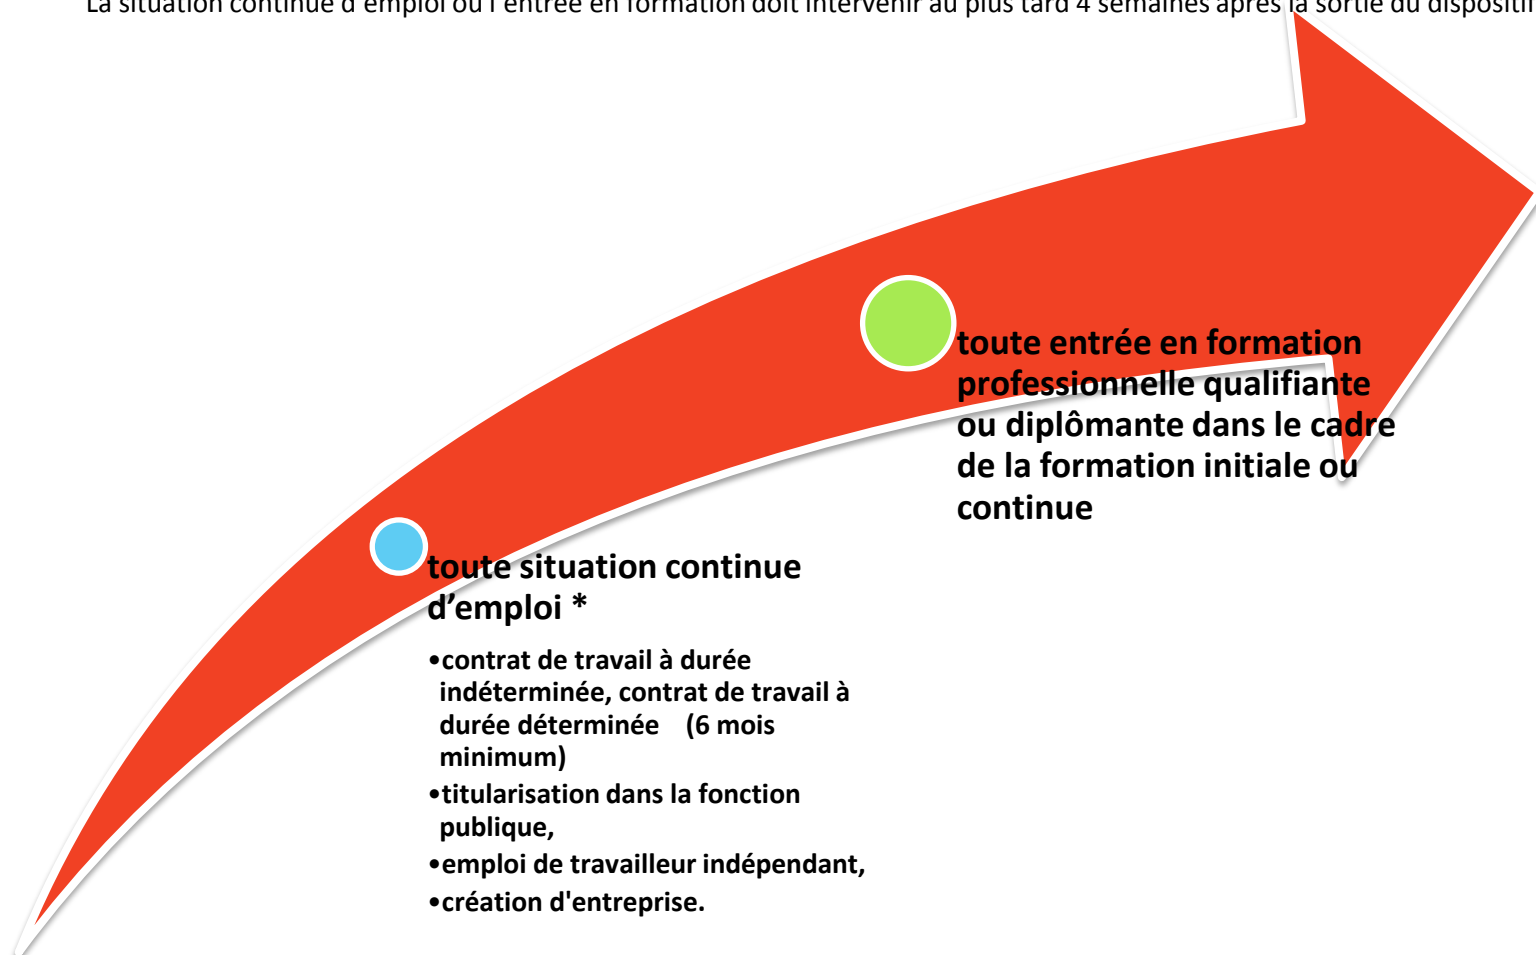 La situation continue d'emploi ou l'entrée en formation doit intervenir au plus tard 4 semaines après la sortie du dispositif
toute entrée en formation
professionnelle qualifiante
ou diplômante dans le cadre
de la formation initiale ou
continue
toute situation continue
d’emploi *
•contrat de travail à durée
indéterminée, contrat de travail à
durée déterminée (6 mois
minimum)
•titularisation dans la fonction
publique,
•emploi de travailleur indépendant,
•création d'entreprise.